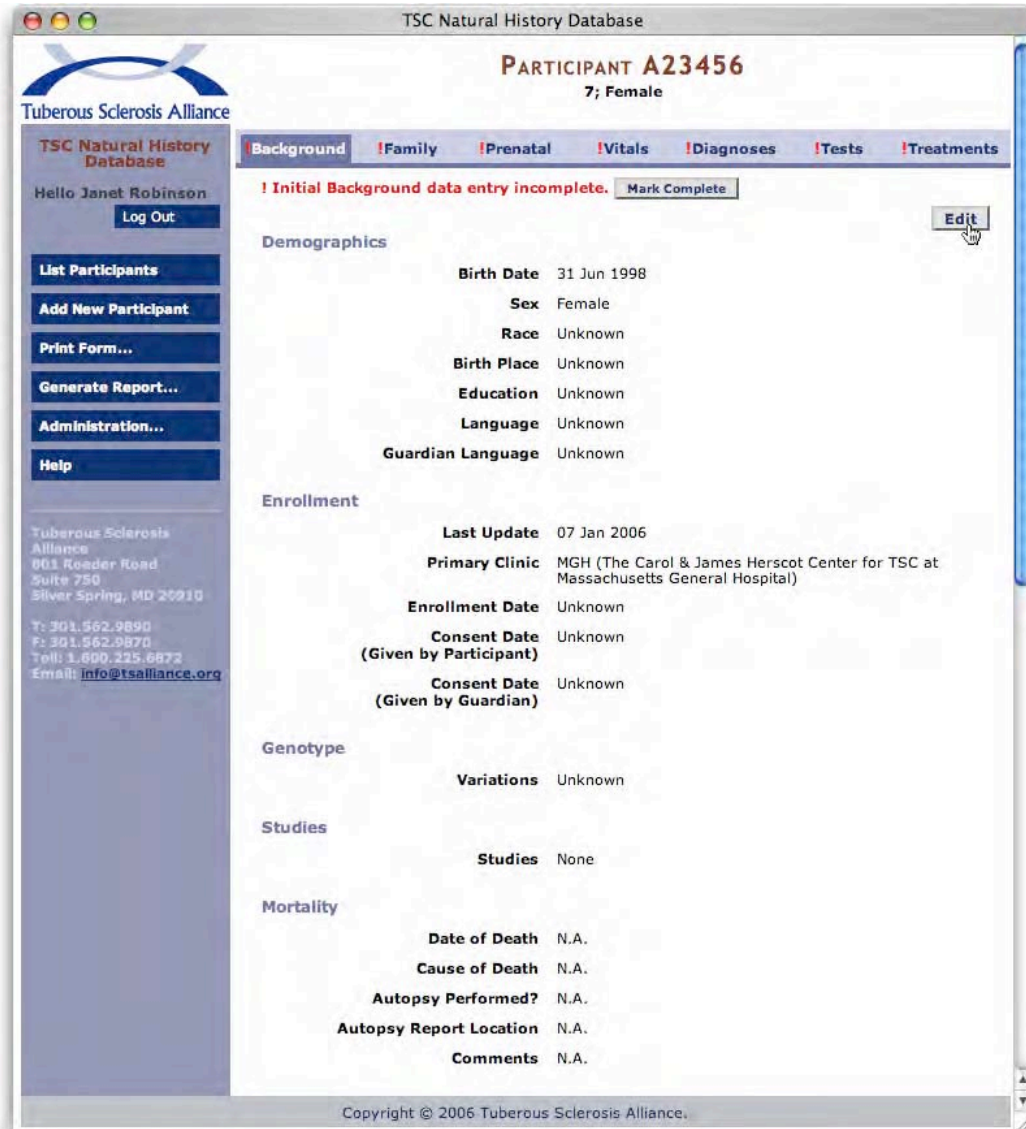 TSC Natural History Database
Tuberous Sclerosis Alliance
PARTICIPANT A23456
7; Female
TSC Natural History
Database
Hello Janet Robinson
Log Out
List Participants
Add New Participant
Print Form...
Generate Report...
Administration...
Help
Tuberous Sclerosis
Alliance
801 Roeder Road
Suite 750
Silver Spring, MD 20910
T: 301.562.9890
F: 301.562.9870
Toll: 1.800.225.6872
Email: info@tsalliance.org
!Background !Family !Prenatal !Vitals !Diagnoses !Tests !Treatments
! Initial Background data entry incomplete. Mark Complete
Edit
Demographics
Birth Date 31 Jun 1998
Sex Female
Race Unknown
Birth Place Unknown
Education Unknown
Language Unknown
Guardian Language Unknown
Enrollment
Last Update 07 Jan 2006
Primary Clinic MGH (The Carol & James Herscot Center for TSC at
Massachusetts General Hospital)
Enrollment Date Unknown
Consent Date Unknown
(Given by Participant)
Consent Date Unknown
(Given by Guardian)
Genotype
Variations Unknown
Studies
Studies None
Mortality
Date of Death N.A.
Cause of Death N.A.
Autopsy Performed? N.A.
Autopsy Report Location N.A.
Comments N.A.
Copyright © 2006 Tuberous Sclerosis Alliance.